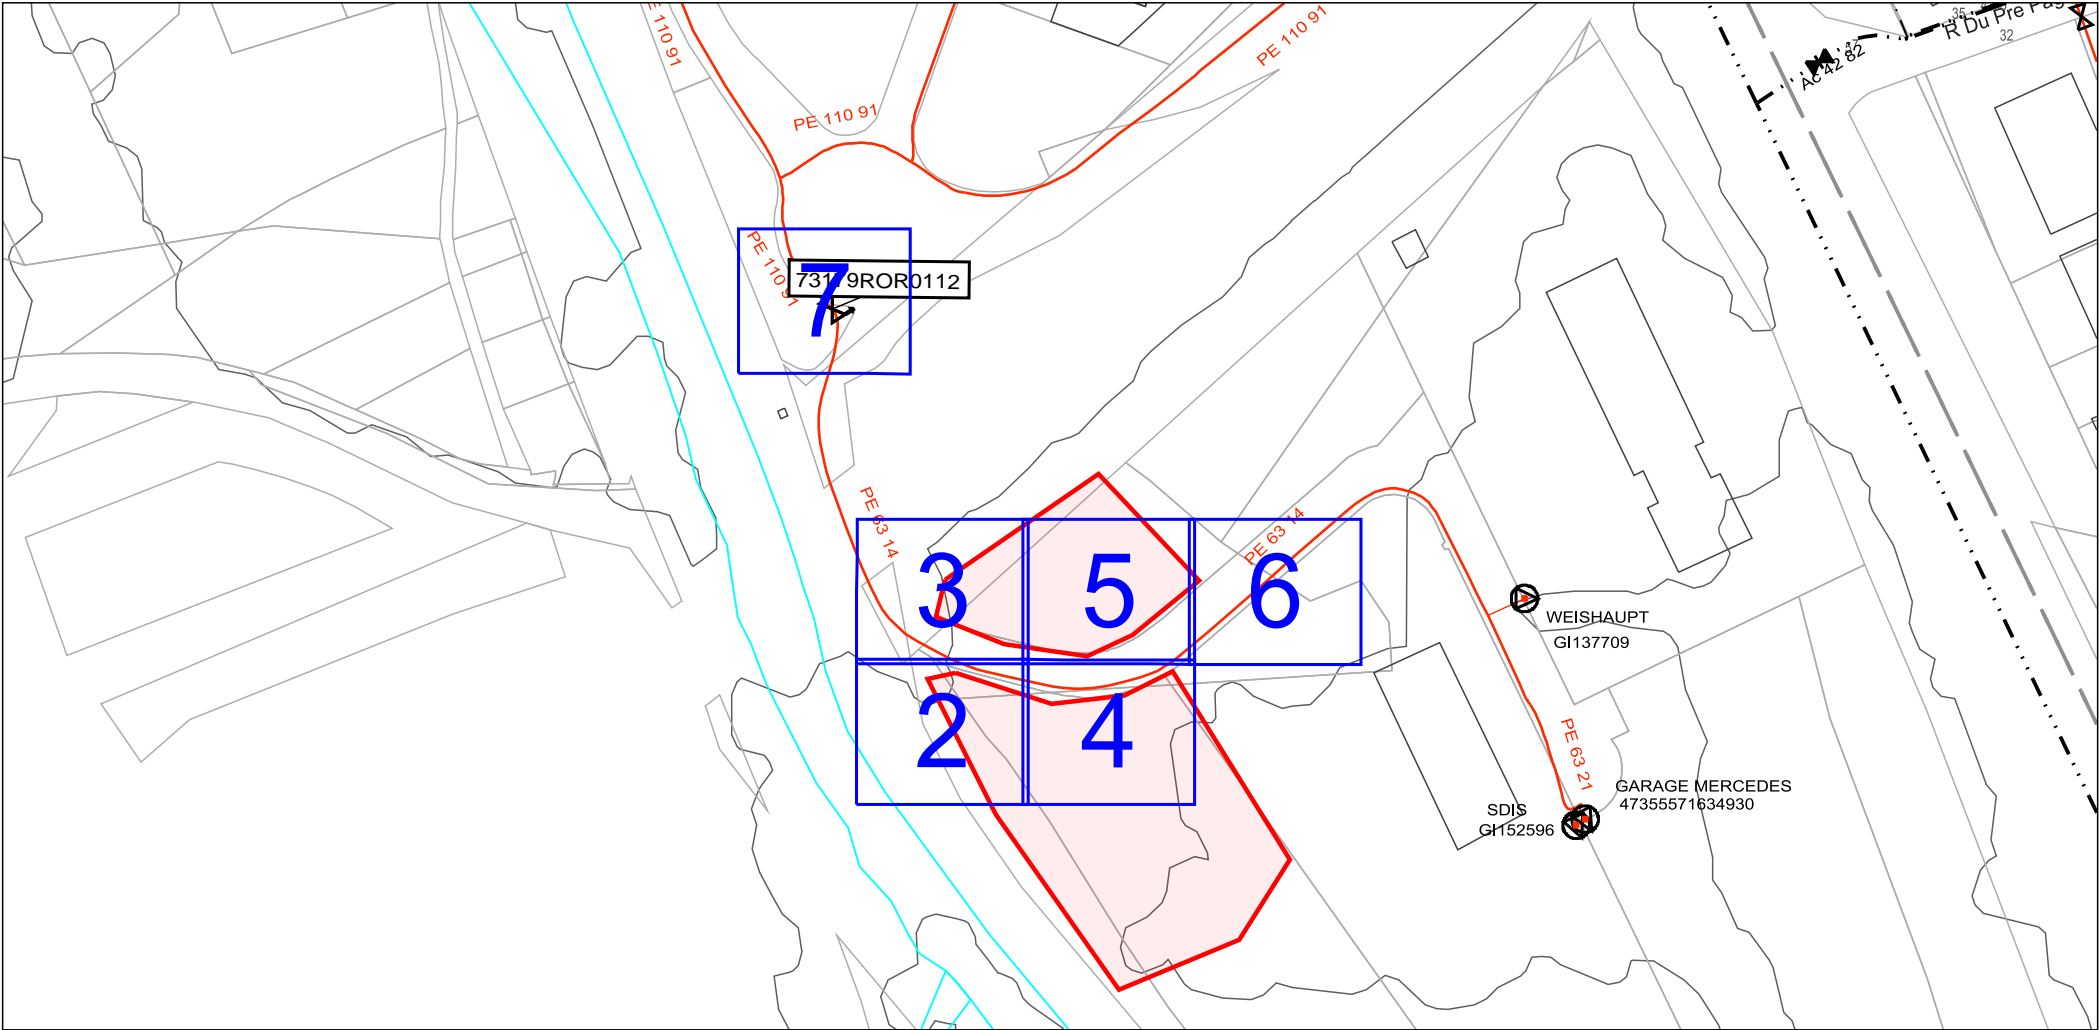 PE 110 91
PE 110 91
PE 110 91
35
R Du Pre
32
AC 42 82
PE 110 91
73179ROR0112
7
PE 63 14
PE 63 14
3
5
6
WEISHAUPT
GI137709
2
4
PE 63 21
GARAGE MERCEDES
47355571634930
SDIS
GI152596